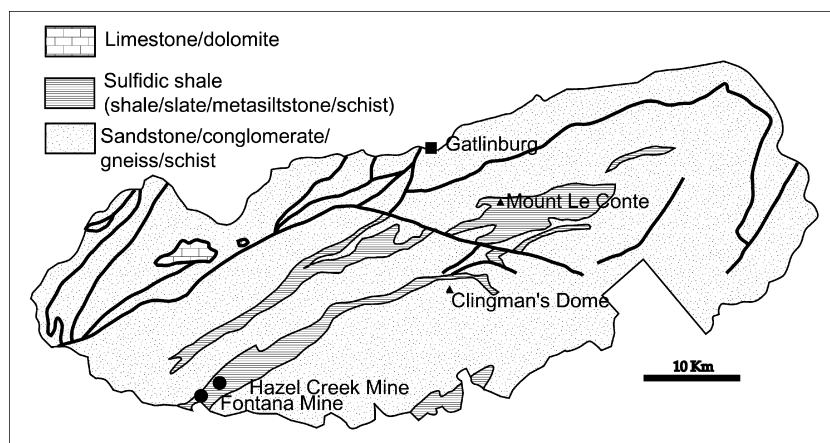 Limestone/dolomite
Sulfidic shale
(shale/slate/metasiltstone/schist)
Sandstone/conglomerate/
gneiss/schist
Gatlinburg
Mount Le Conte
Clingman's Dome
10 Km
Hazel Creek Mine
Fontana Mine